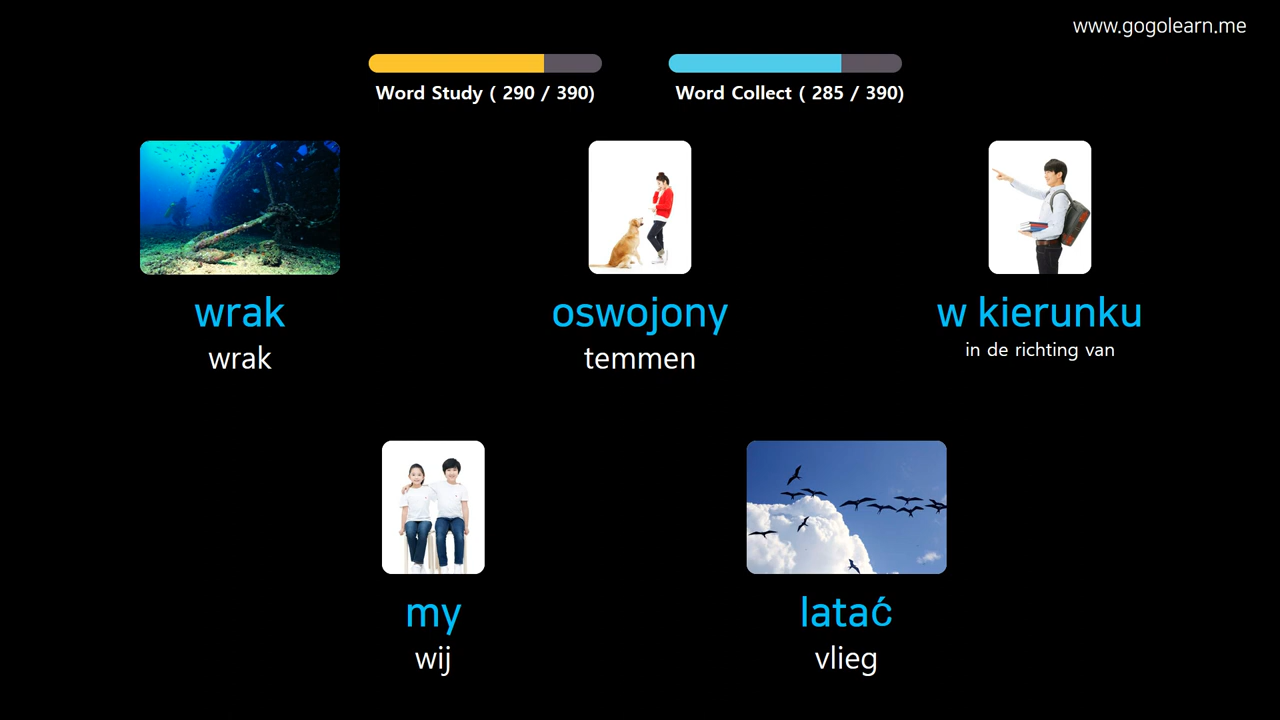 www.gogolearn.me
Word Study ( 290 / 390)
Word Collect ( 285 / 390)
wrak
wrak
oswojony
temmen
w kierunku
in de richting van
my
wij
latać
vlieg